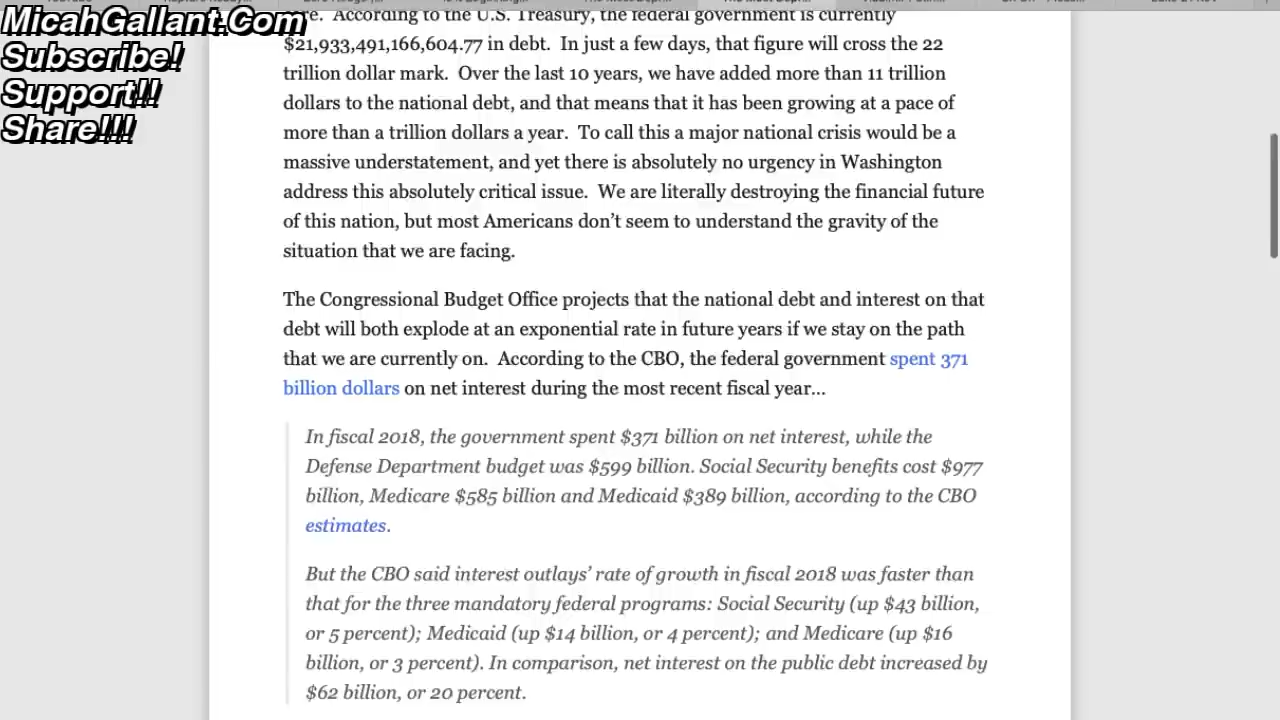 MicahGallant.Com
Subscribe!
Support!!
Share!!!
According to the U.S. Treasury, the federal government is currently
$21,933,491,166,604.77 in debt. In just a few days, that figure will cross the 22
trillion dollar mark. Over the last 10 years, we have added more than 11 trillion
dollars to the national debt, and that means that it has been growing at a pace of
more than a trillion dollars a year. To call this a major national crisis would be a
massive understatement, and yet there is absolutely no urgency in Washington
address this absolutely critical issue. We are literally destroying the financial future
of this nation, but most Americans don’t seem to understand the gravity of the
situation that we are facing.
The Congressional Budget Office projects that the national debt and interest on that
debt will both explode at an exponential rate in future years if we stay on the path
that we are currently on. According to the CBO, the federal government spent 371
billion dollars on net interest during the most recent fiscal year…
In fiscal 2018, the government spent $371 billion on net interest, while the
Defense Department budget was $599 billion. Social Security benefits cost $977
billion, Medicare $585 billion and Medicaid $389 billion, according to the CBO
estimates.
But the CBO said interest outlays’ rate of growth in fiscal 2018 was faster than
that for the three mandatory federal programs: Social Security (up $43 billion,
or 5 percent); Medicaid (up $14 billion, or 4 percent); and Medicare (up $16
billion, or 3 percent). In comparison, net interest on the public debt increased by
$62 billion, or 20 percent.